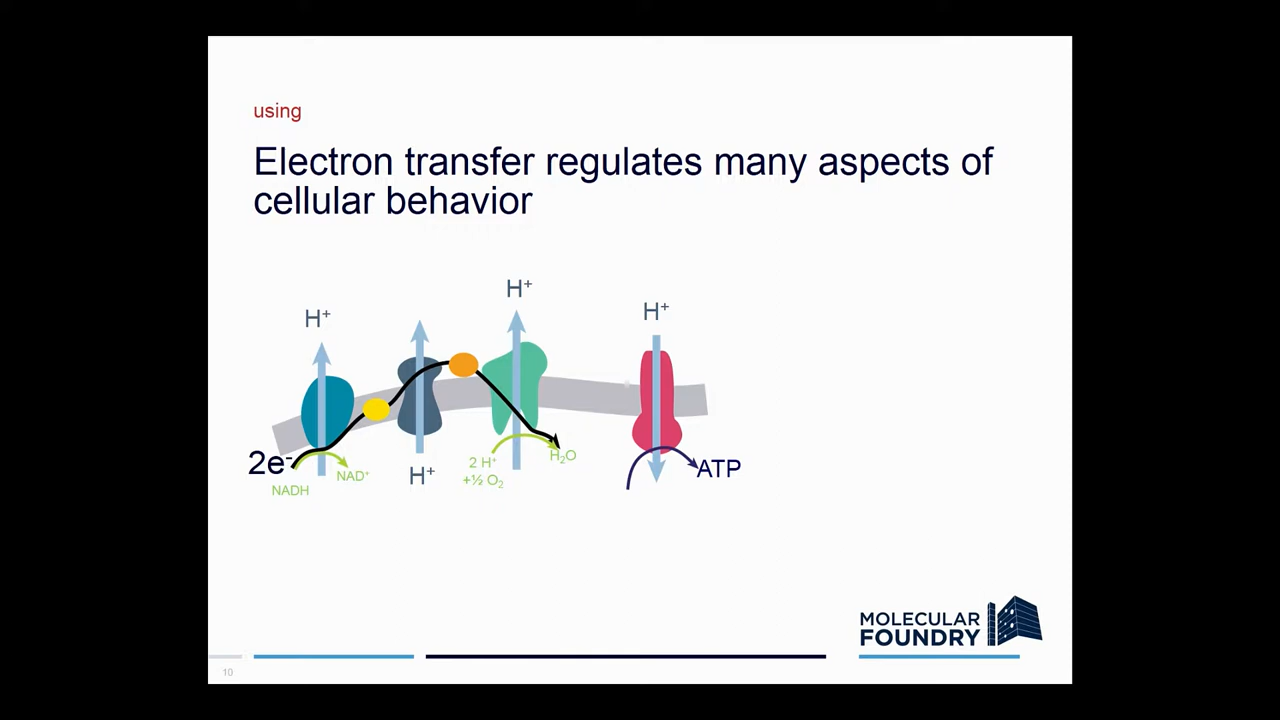 using
Electron transfer regulates many aspects of
cellular behavior
H⁺
H⁺
H⁺
2e⁻
NADH
NAD⁺
H⁺
2 H⁺
+½ O₂
H₂O
ATP
MOLECULAR
FOUNDRY
10